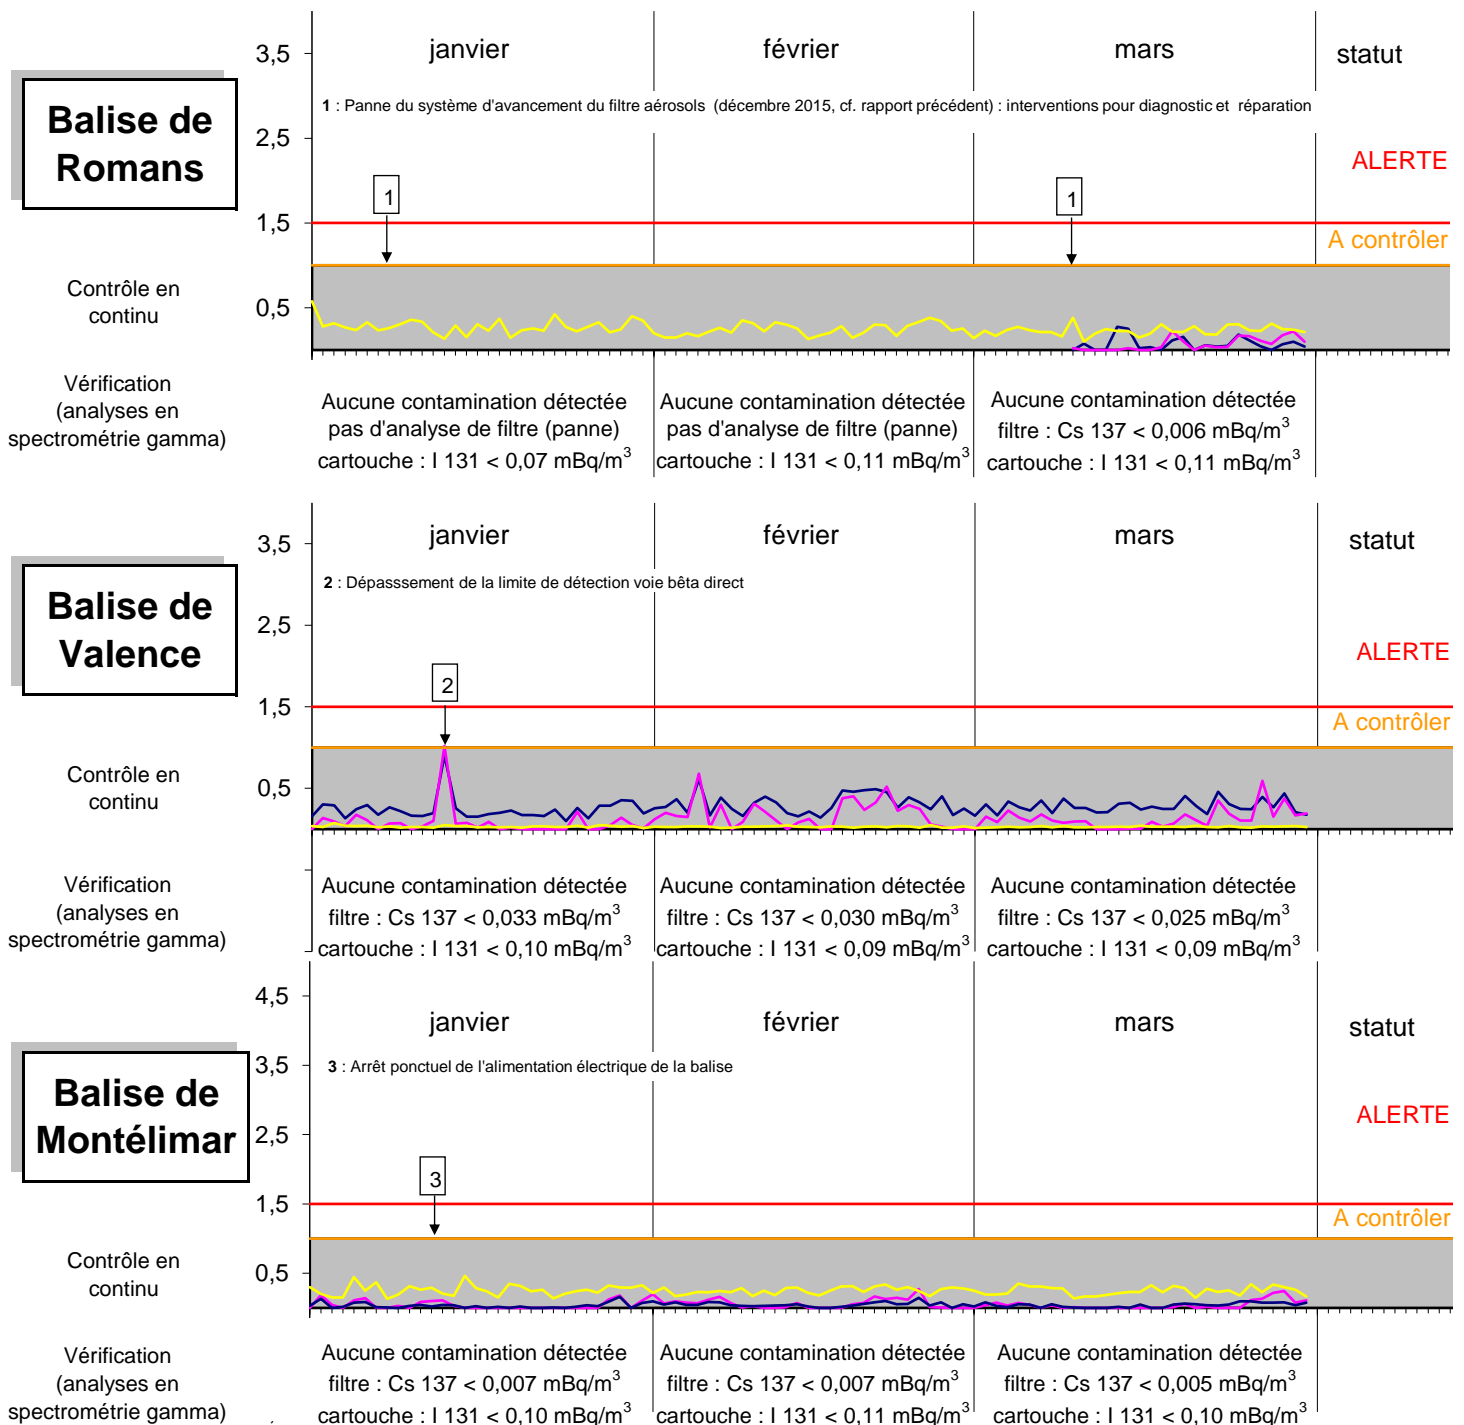 janvier février mars statut
3,5
1 : Panne du système d'avancement du filtre aérosols (décembre 2015, cf. rapport précédent) : interventions pour diagnostic et réparation
Balise de
Romans
2,5
ALERTE
1 1
1,5
A contrôler
Contrôle en
continu
0,5
Vérification
(analyses en
spectrométrie gamma)
Aucune contamination détectée
pas d'analyse de filtre (panne)
cartouche : I 131 < 0,07 mBq/m³
Aucune contamination détectée
pas d'analyse de filtre (panne)
cartouche : I 131 < 0,11 mBq/m³
Aucune contamination détectée
filtre : Cs 137 < 0,006 mBq/m³
cartouche : I 131 < 0,11 mBq/m³
janvier février mars statut
3,5
2 : Dépasssement de la limite de détection voie bêta direct
Balise de
Valence
2,5
ALERTE
2
1,5
A contrôler
Contrôle en
continu
0,5
Vérification
(analyses en
spectrométrie gamma)
Aucune contamination détectée
filtre : Cs 137 < 0,033 mBq/m³
cartouche : I 131 < 0,10 mBq/m³
Aucune contamination détectée
filtre : Cs 137 < 0,030 mBq/m³
cartouche : I 131 < 0,09 mBq/m³
Aucune contamination détectée
filtre : Cs 137 < 0,025 mBq/m³
cartouche : I 131 < 0,09 mBq/m³
4,5
janvier février mars statut
3,5
3 : Arrêt ponctuel de l'alimentation électrique de la balise
Balise de
Montélimar
2,5
ALERTE
3
1,5
A contrôler
Contrôle en
continu
0,5
Vérification
(analyses en
spectrométrie gamma)
Aucune contamination détectée
filtre : Cs 137 < 0,007 mBq/m³
cartouche : I 131 < 0,10 mBq/m³
Aucune contamination détectée
filtre : Cs 137 < 0,007 mBq/m³
cartouche : I 131 < 0,11 mBq/m³
Aucune contamination détectée
filtre : Cs 137 < 0,005 mBq/m³
cartouche : I 131 < 0,10 mBq/m³